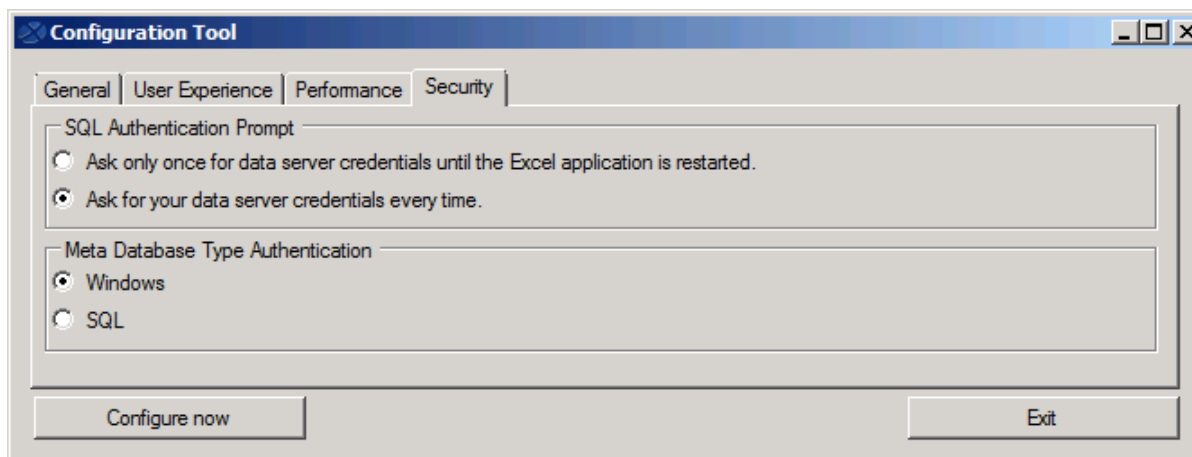 Configuration Tool
General User Experience Performance Security
SQL Authentication Prompt
Ask only once for data server credentials until the Excel application is restarted.
Ask for your data server credentials every time.
Meta Database Type Authentication
Windows
SQL
Configure now Exit